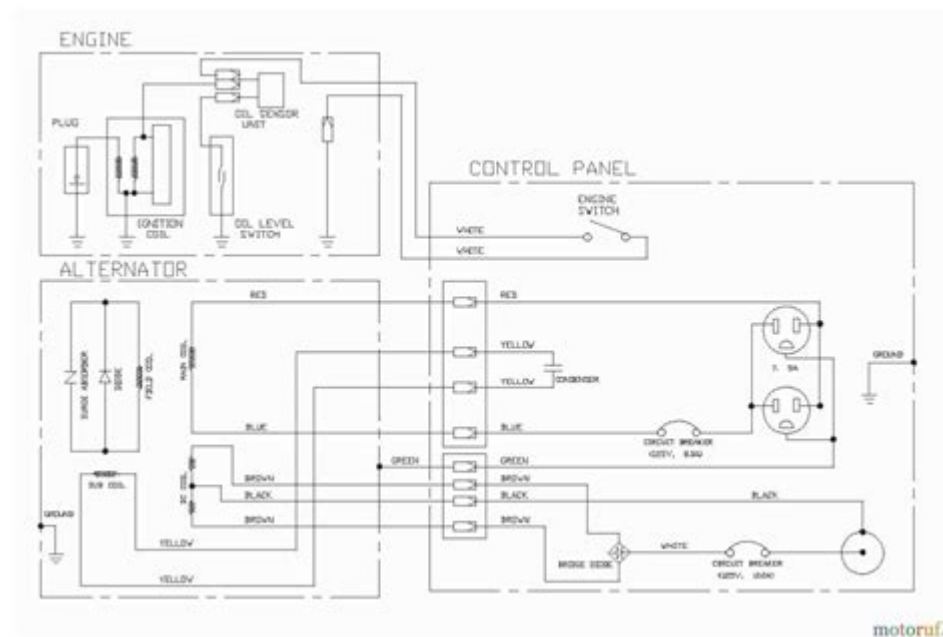 ENGINE
PLUG
OIL SENSOR
UNIT
IGNITION
COIL
OIL LEVEL
SWITCH
CONTROL PANEL
ENGINE
SWITCH
WHITE
WHITE
ALTERNATOR
RED
RED
SURGE ABSORBER
DIODE
FIELD COIL
MAIN COIL
YELLOW
YELLOW
CONDENSER
GROUND
BLUE
BLUE
CIRCUIT BREAKER
GREEN
GREEN
SUB COIL
DC COIL
BROWN
BROWN
BLACK
BLACK
BLACK
BROWN
BROWN
GROUND
YELLOW
WHITE
BRIDGE DIODE
CIRCUIT BREAKER
YELLOW
motoruf